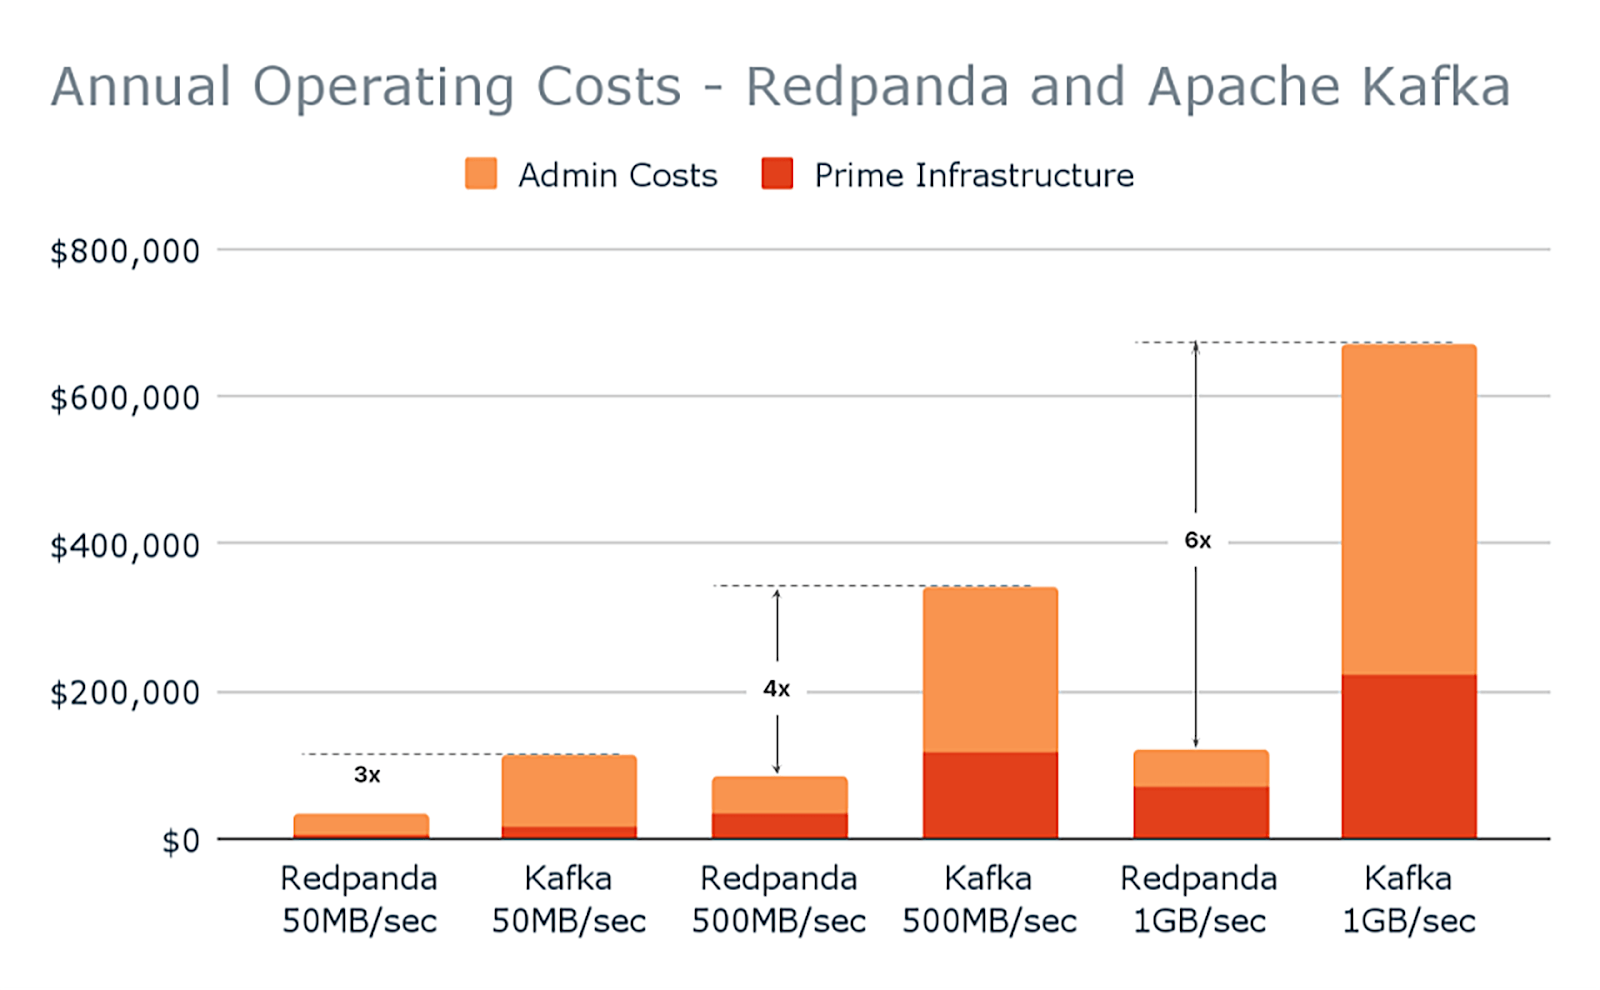 Annual Operating Costs - Redpanda and Apache Kafka
Admin Costs
Prime Infrastructure
$800,000
$600,000
$400,000
$200,000
$0
3x
4x
6x
Redpanda
50MB/sec
Kafka
50MB/sec
Redpanda
500MB/sec
Kafka
500MB/sec
Redpanda
1GB/sec
Kafka
1GB/sec